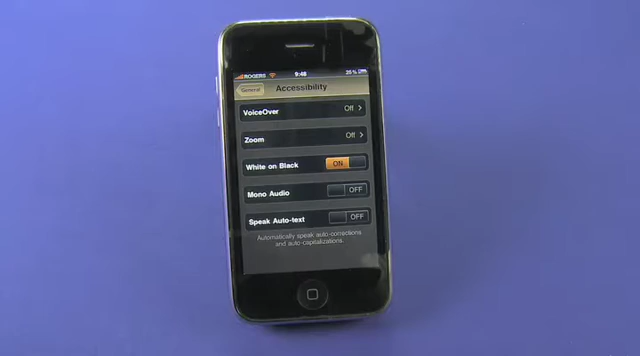 ROGERS 9:48 25%
General Accessibility
VoiceOver Off
Zoom Off
White on Black ON
Mono Audio OFF
Speak Auto-text OFF
Automatically speak auto-corrections
and auto-capitalizations.